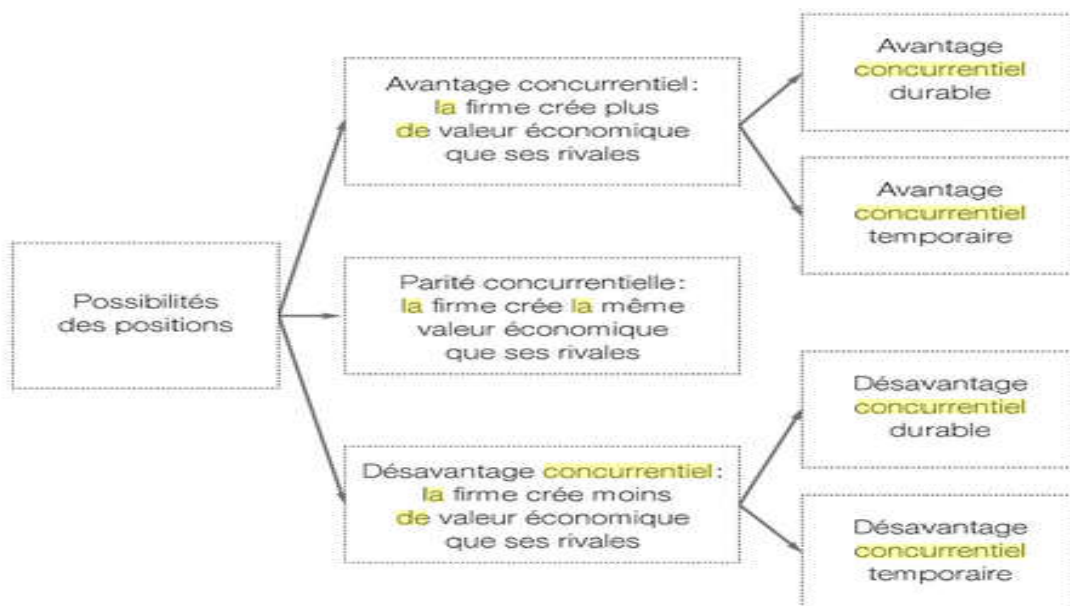 Possibilités
des positions
Avantage concurrentiel:
la firme crée plus
de valeur économique
que ses rivales
Avantage
concurrentiel
durable
Avantage
concurrentiel
temporaire
Parité concurrentielle:
la firme crée la même
valeur économique
que ses rivales
Désavantage concurrentiel:
la firme crée moins
de valeur économique
que ses rivales
Désavantage
concurrentiel
durable
Désavantage
concurrentiel
temporaire